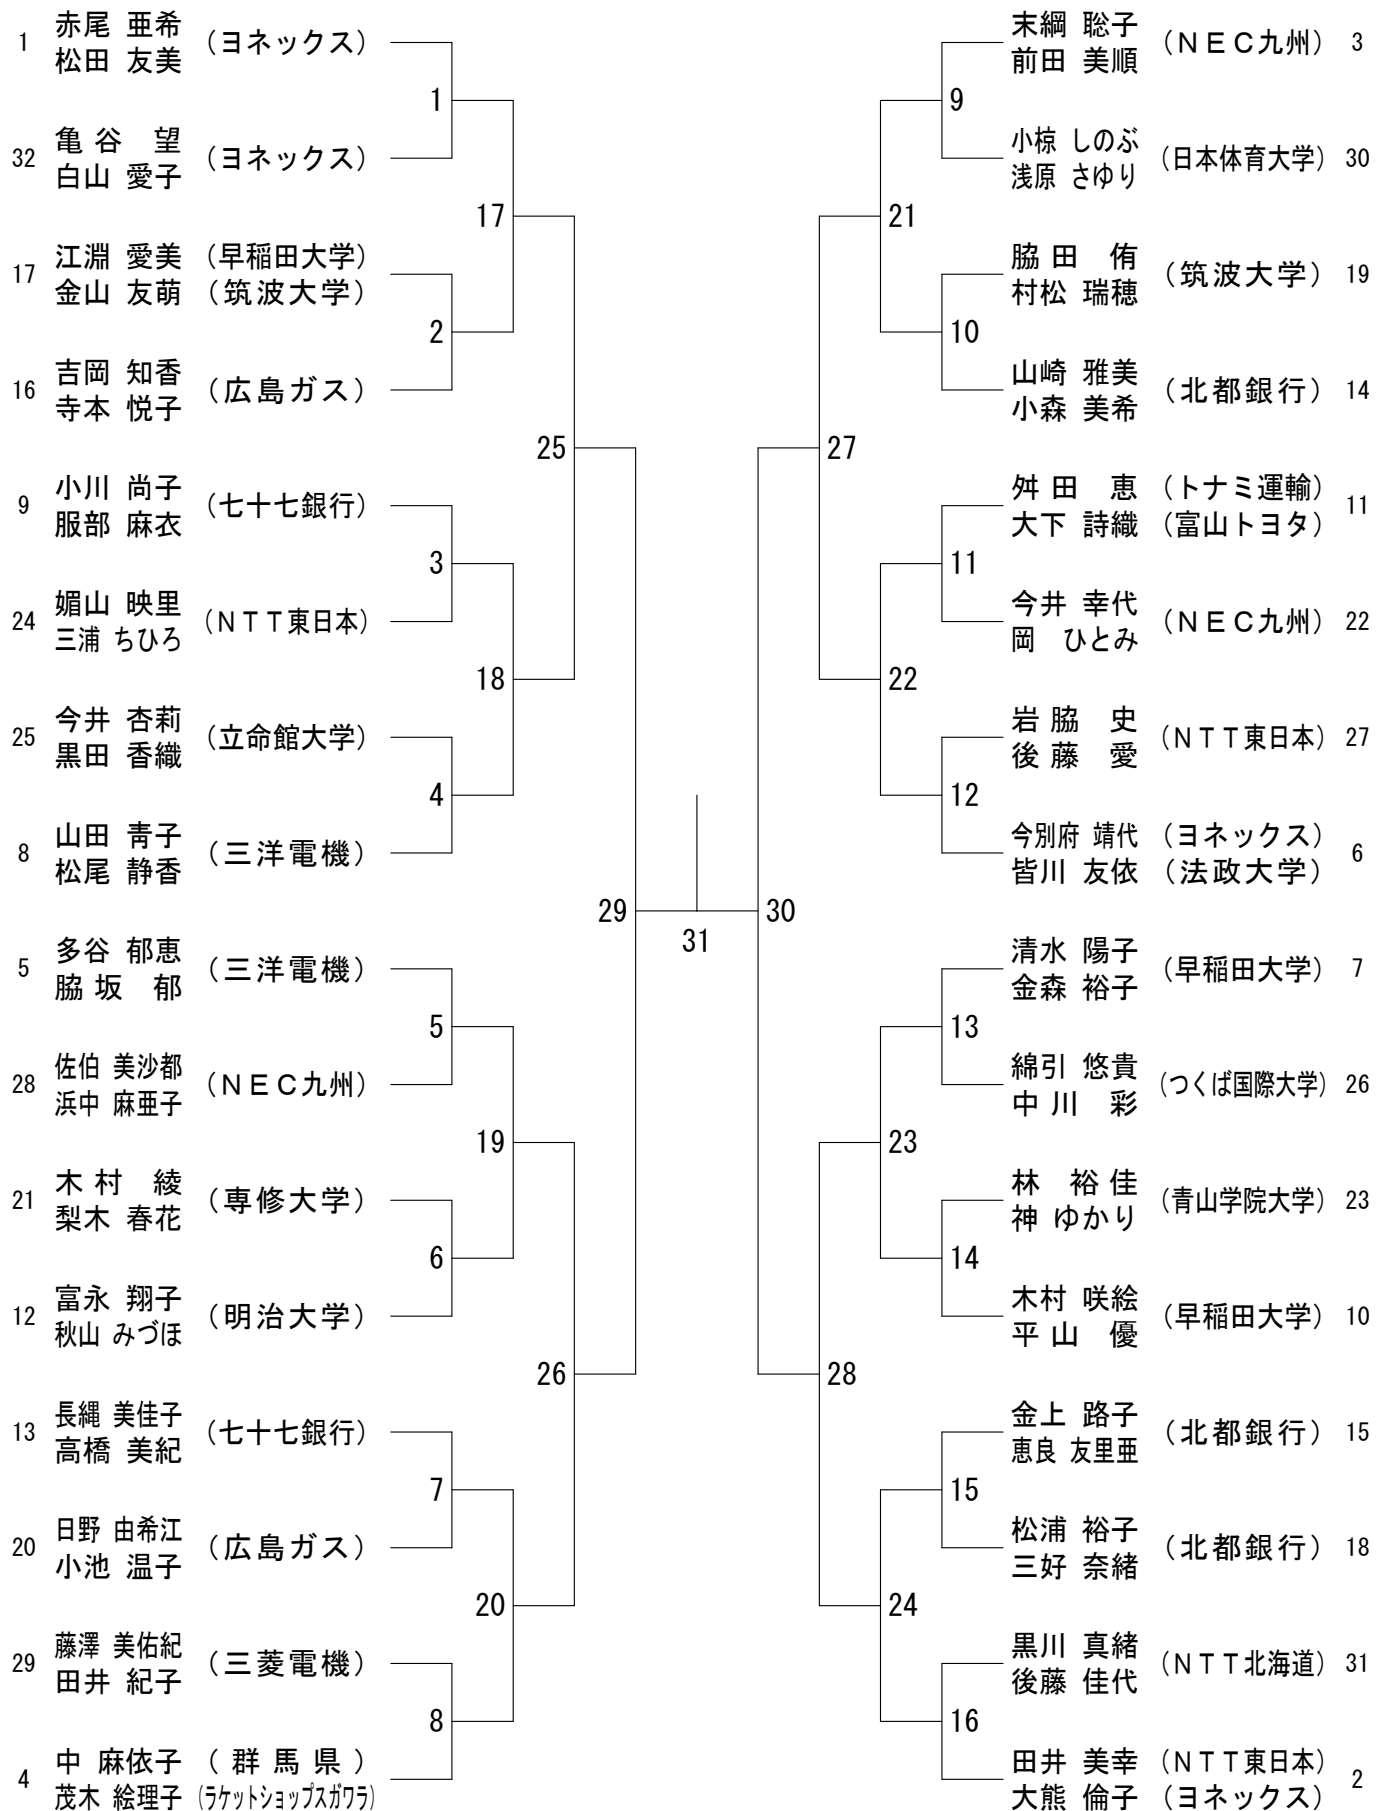 1 赤尾 亜希 (ヨネックス)
松田 友美
32 亀谷 望 (ヨネックス)
白山 愛子
17 江淵 愛美 (早稲田大学)
金山 友萌 (筑波大学)
16 吉岡 知香 (広島ガス)
寺本 悦子
9 小川 尚子 (七十七銀行)
服部 麻衣
24 媚山 映里 (NTT東日本)
三浦 ちひろ
25 今井 杏莉 (立命館大学)
黒田 香織
8 山田 青子 (三洋電機)
松尾 静香
5 多谷 郁恵 (三洋電機)
脇坂 郁
28 佐伯 美沙都 (NEC九州)
浜中 麻亜子
21 木村 綾 (専修大学)
梨木 春花
12 富永 翔子 (明治大学)
秋山 みづほ
13 長縄 美佳子 (七十七銀行)
高橋 美紀
20 日野 由希江 (広島ガス)
小池 温子
29 藤澤 美佑紀 (三菱電機)
田井 紀子
4 中 麻依子 (群馬県)
茂木 絵理子 (ラケットショップスガワラ)
1
2
3
4
5
6
7
8
17
18
19
20
25
26
29
31
30
27
28
21
22
23
24
9
10
11
12
13
14
15
16
末綱 聡子 (NEC九州) 3
前田 美順
小椋 しのぶ (日本体育大学) 30
浅原 さゆり
脇田 侑 (筑波大学) 19
村松 瑞穂
山崎 雅美 (北都銀行) 14
小森 美希
舛田 恵 (トナミ運輸) 11
大下 詩織 (富山トヨタ)
今井 幸代 (NEC九州) 22
岡 ひとみ
岩脇 史 (NTT東日本) 27
後藤 愛
今別府 靖代 (ヨネックス) 6
皆川 友依 (法政大学)
清水 陽子 (早稲田大学) 7
金森 裕子
綿引 悠貴 (つくば国際大学) 26
中川 彩
林 裕佳 (青山学院大学) 23
神 ゆかり
木村 咲絵 (早稲田大学) 10
平山 優
金上 路子 (北都銀行) 15
恵良 友里亜
松浦 裕子 (北都銀行) 18
三好 奈緒
黒川 真緒 (NTT北海道) 31
後藤 佳代
田井 美幸 (NTT東日本) 2
大熊 倫子 (ヨネックス)